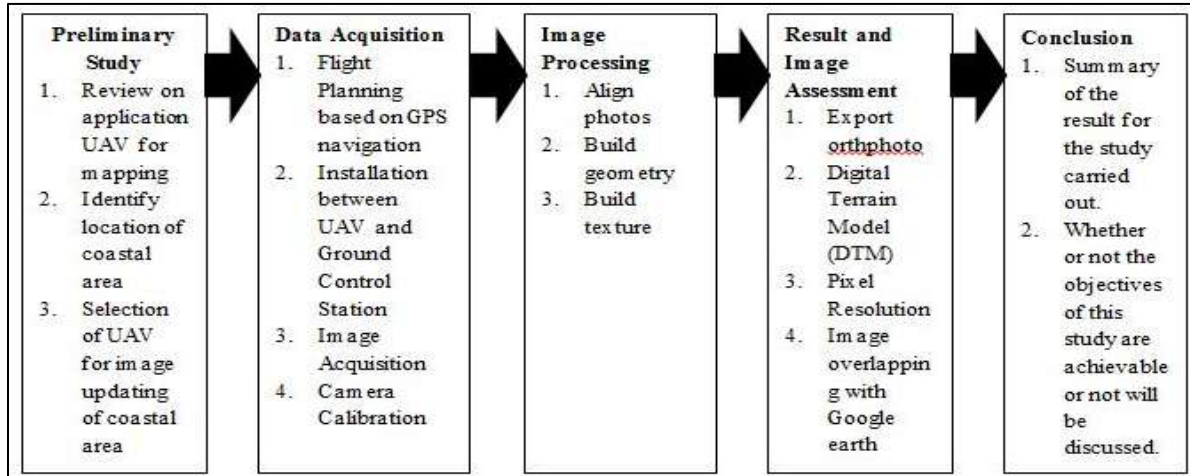 Preliminary
Study
1. Review on
application
UAV for
mapping
2. Identify
location of
coastal
area
3. Selection
of UAV
for image
updating
of coastal
area
Data Acquisition
1. Flight
Planning
based on GPS
navigation
2. Installation
between
UAV and
Ground
Control
Station
3. Image
Acquisition
4. Camera
Calibration
Image
Processing
1. Align
photos
2. Build
geometry
3. Build
texture
Result and
Image
Assessment
1. Export
orthphoto
2. Digital
Terrain
Model
(DTM)
3. Pixel
Resolution
4. Image
overlappin
g with
Google
earth
Conclusion
1. Summary
of the
result for
the study
carried
out.
2. Whether
or not the
objectives
of this
study are
achievable
or not will
be
discussed.